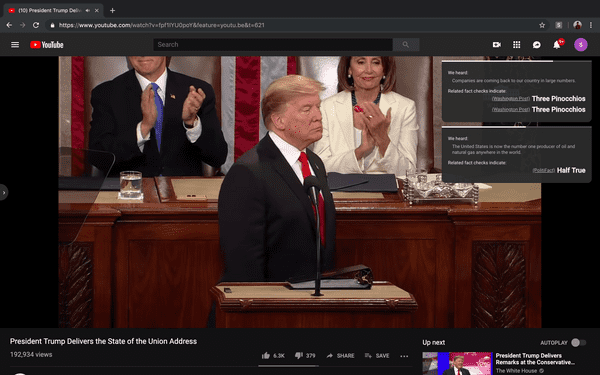 (10) President Trump Deliv
https://www.youtube.com/watch?v=fpf1lYU0poY&feature=youtu.be&t=621
YouTube
Search
9+
S
We heard:
Companies are coming back to our country in large numbers.
Related fact checks indicate:
(Washington Post) Three Pinocchios
(Washington Post) Three Pinocchios
We heard:
The United States is now the number one producer of oil and
natural gas anywhere in the world.
Related fact checks indicate:
(PolitiFact) Half True
President Trump Delivers the State of the Union Address
192,934 views
6.3K
379
SHARE
SAVE
Up next
AUTOPLAY
President Trump Delivers
Remarks at the Conservative...
The White House